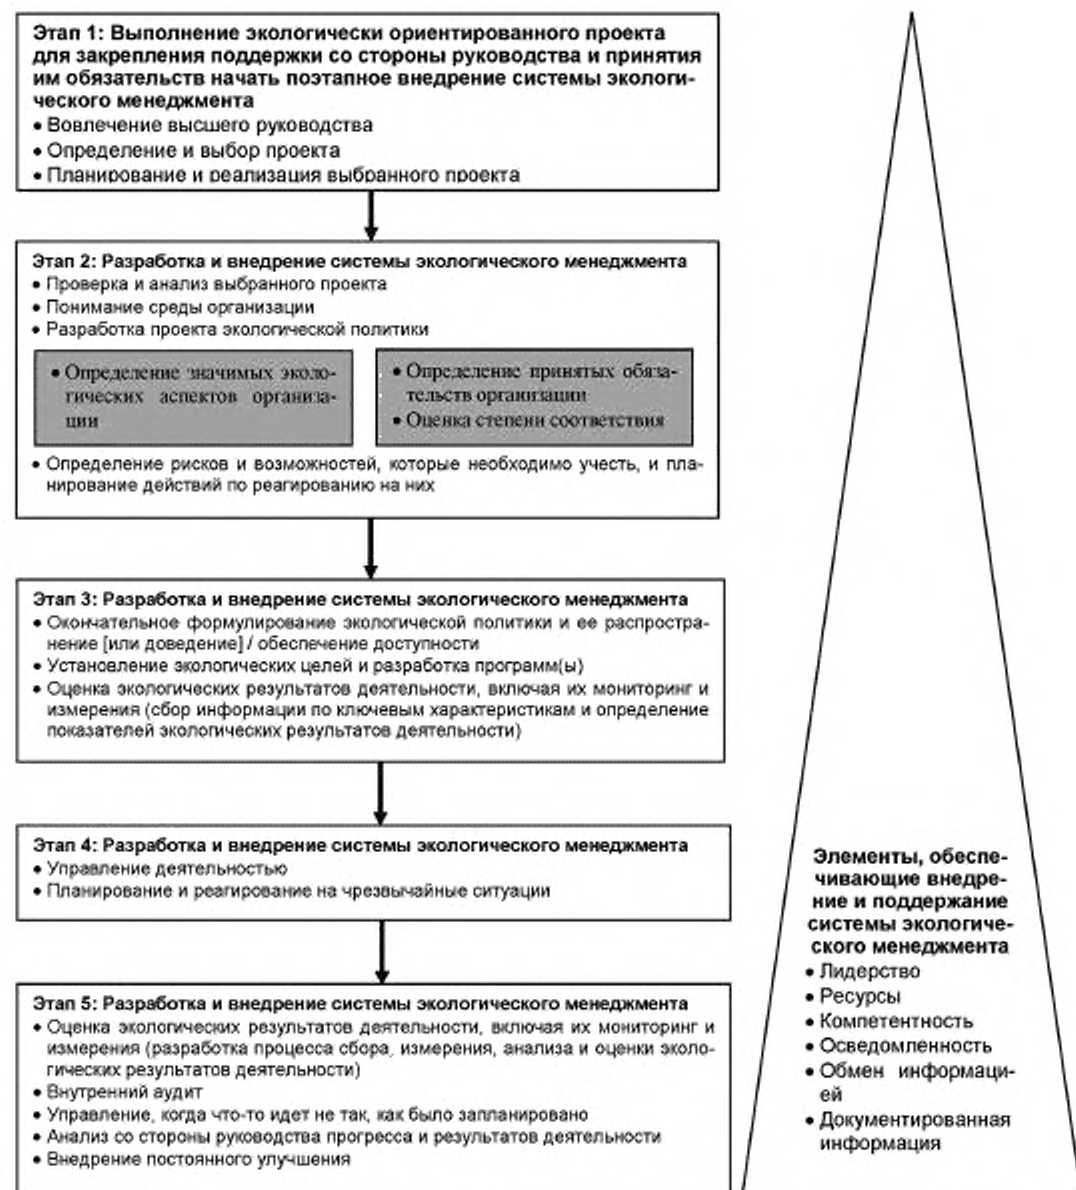 Этап 1: Выполнение экологически ориентированного проекта
для закрепления поддержки со стороны руководства и принятия
им обязательств начать поэтапное внедрение системы экологи-
ческого менеджмента
• Вовлечение высшего руководства
• Определение и выбор проекта
• Планирование и реализация выбранного проекта
Этап 2: Разработка и внедрение системы экологического менеджмента
• Проверка и анализ выбранного проекта
• Понимание среды организации
• Разработка проекта экологической политики
• Определение значимых эколо-
гических аспектов организа-
ции
• Определение принятых обяза-
тельств организации
• Оценка степени соответствия
• Определение рисков и возможностей, которые необходимо учесть, и пла-
нирование действий по реагированию на них
Этап 3: Разработка и внедрение системы экологического менеджмента
• Окончательное формулирование экологической политики и ее распростра-
нение [или доведение] / обеспечение доступности
• Установление экологических целей и разработка программ(ы)
• Оценка экологических результатов деятельности, включая их мониторинг и
измерения (сбор информации по ключевым характеристикам и определение
показателей экологических результатов деятельности)
Этап 4: Разработка и внедрение системы экологического менеджмента
• Управление деятельностью
• Планирование и реагирование на чрезвычайные ситуации
Этап 5: Разработка и внедрение системы экологического менеджмента
• Оценка экологических результатов деятельности, включая их мониторинг и
измерения (разработка процесса сбора, измерения, анализа и оценки эколо-
гических результатов деятельности)
• Внутренний аудит
• Управление, когда что-то идет не так, как было запланировано
• Анализ со стороны руководства прогресса и результатов деятельности
• Внедрение постоянного улучшения
Элементы, обеспе-
чивающие внедре-
ние и поддержание
системы экологиче-
ского менеджмента
• Лидерство
• Ресурсы
• Компетентность
• Осведомленность
• Обмен информаци-
ей
• Документированная
информация